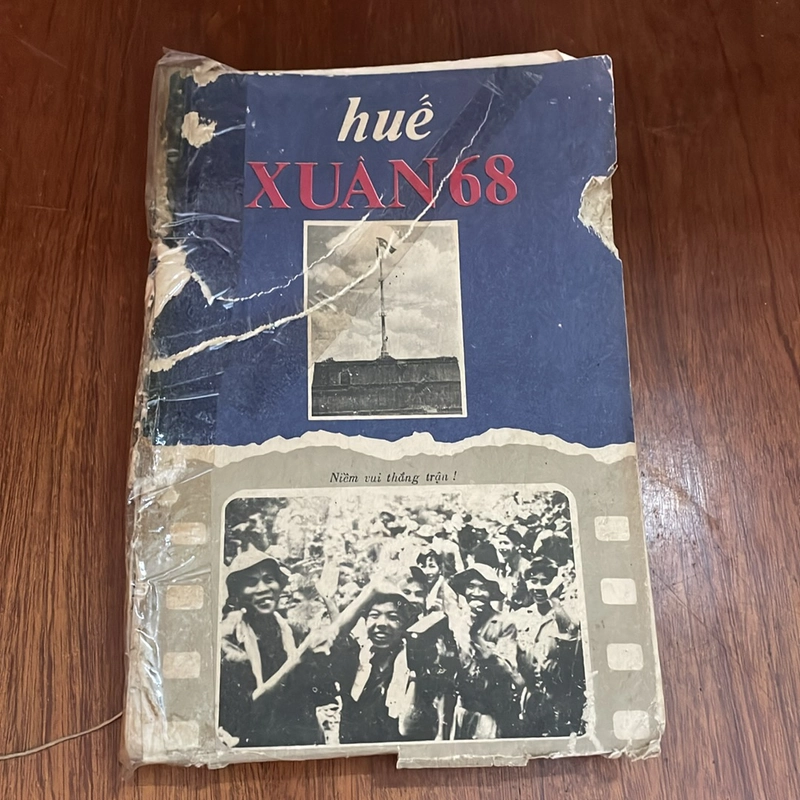 huế
XUÂN 68
Niềm vui thắng trận !